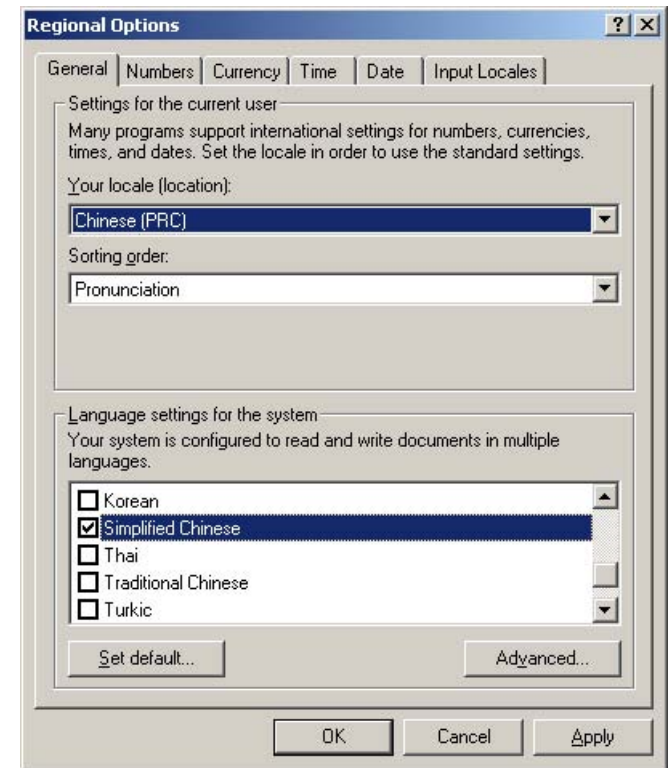 Regional Options
General Numbers Currency Time Date Input Locales
Settings for the current user
Many programs support international settings for numbers, currencies,
times, and dates. Set the locale in order to use the standard settings.
Your locale (location):
Chinese (PRC)
Sorting order:
Pronunciation
Language settings for the system
Your system is configured to read and write documents in multiple
languages.
Korean
Simplified Chinese
Thai
Traditional Chinese
Turkic
Set default... Advanced...
OK Cancel Apply